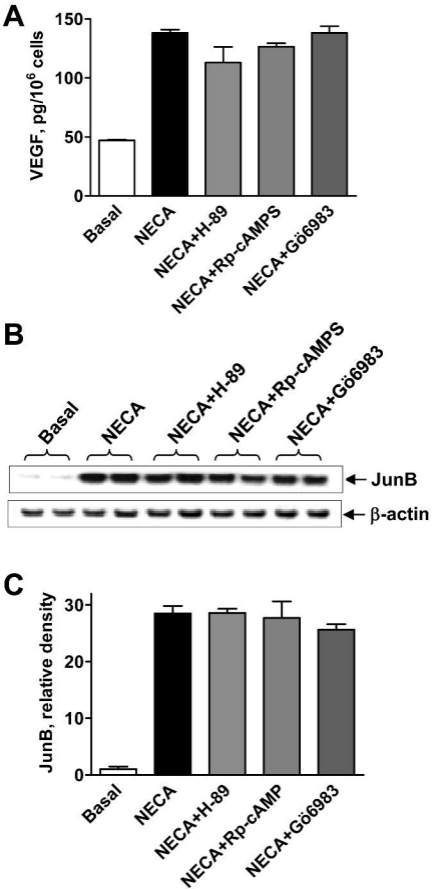 A
VEGF, pg/10⁶ cells
150
100
50
0
Basal
NECA
NECA+H-89
NECA+Rp-cAMPS
NECA+Gö6983
B
Basal
NECA
NECA+H-89
NECA+Rp-cAMPS
NECA+Gö6983
JunB
β-actin
C
JunB, relative density
30
20
10
0
Basal
NECA
NECA+H-89
NECA+Rp-cAMP
NECA+Gö6983